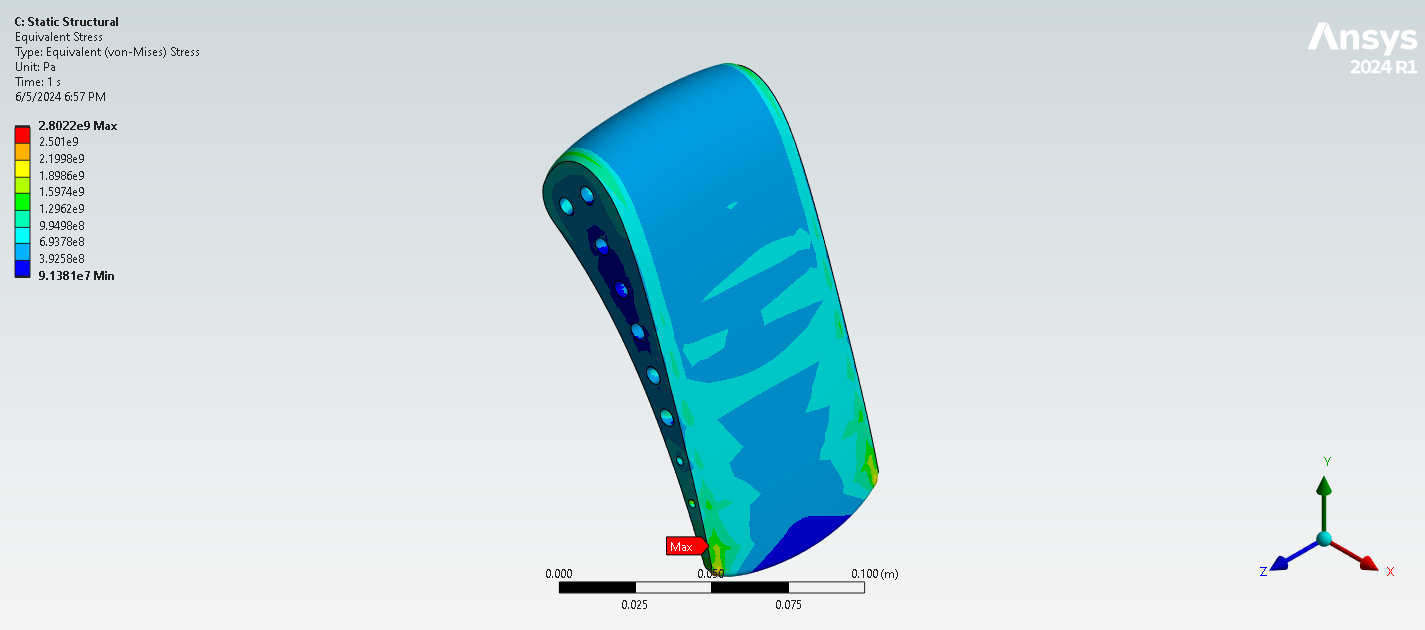 C: Static Structural
Equivalent Stress
Type: Equivalent (von-Mises) Stress
Unit: Pa
Time: 1 s
6/5/2024 6:57 PM
2.8022e9 Max
2.501e9
2.1998e9
1.8986e9
1.5974e9
1.2962e9
9.9498e8
6.9378e8
3.9258e8
9.1381e7 Min
Ansys
2024 R1
Max
0.000
0.050
0.100 (m)
0.025
0.075
Y
Z
X